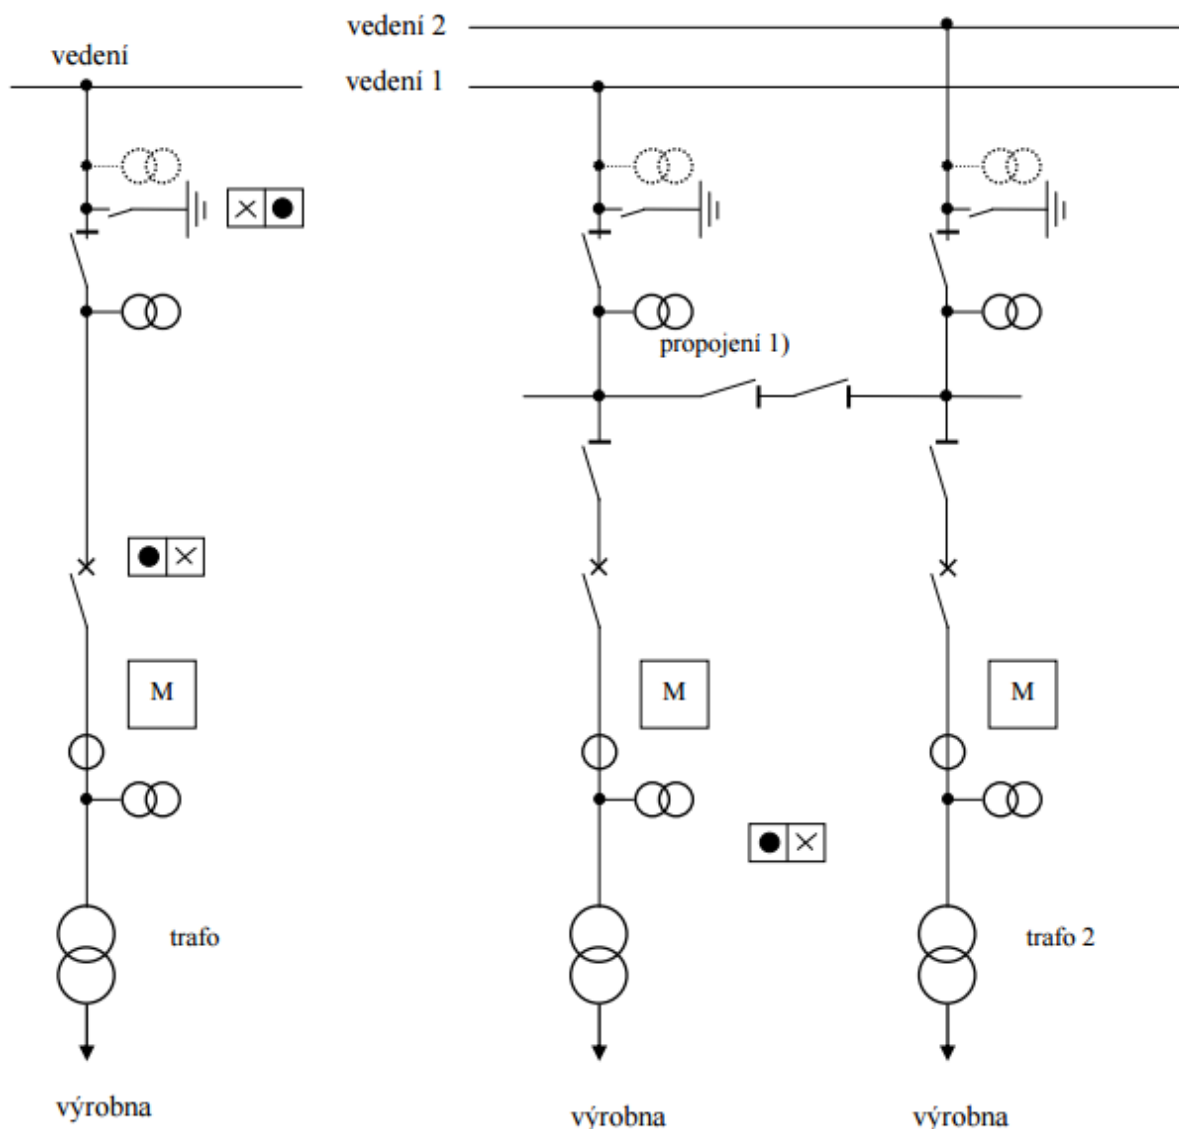 vedení 2
vedení
vedení 1
propojení 1)
M
M
M
trafo
trafo 2
výrobna
výrobna
výrobna